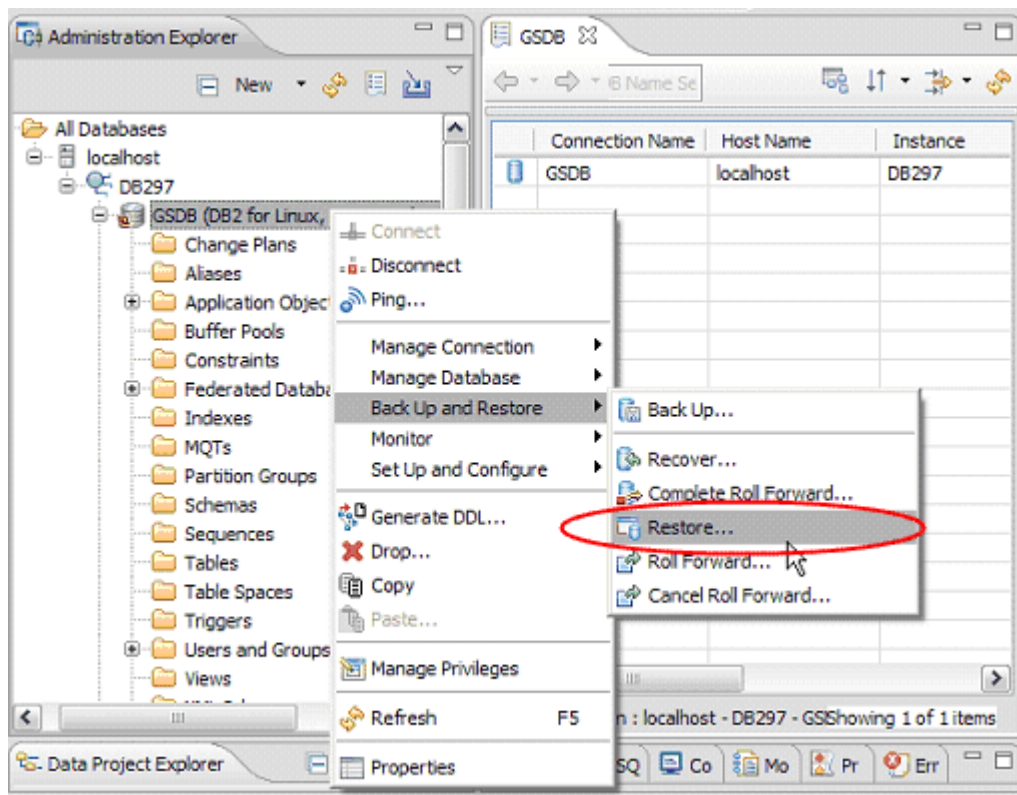 Administration Explorer
New
All Databases
localhost
DB297
GSDB (DB2 for Linux,
Change Plans
Aliases
Application Objec
Buffer Pools
Constraints
Federated Databa
Indexes
MQTs
Partition Groups
Schemas
Sequences
Tables
Table Spaces
Triggers
Users and Groups
Views
Data Project Explorer
Connect
Disconnect
Ping...
Manage Connection
Manage Database
Back Up and Restore
Monitor
Set Up and Configure
Generate DDL...
Drop...
Copy
Paste...
Manage Privileges
Refresh F5
Properties
Back Up...
Recover...
Complete Roll Forward...
Restore...
Roll Forward...
Cancel Roll Forward...
GSDB
B Name Se
Connection Name Host Name Instance
GSDB localhost DB297
n : localhost - DB297 - GS Showing 1 of 1 items
SQ Co Mo Pr Err